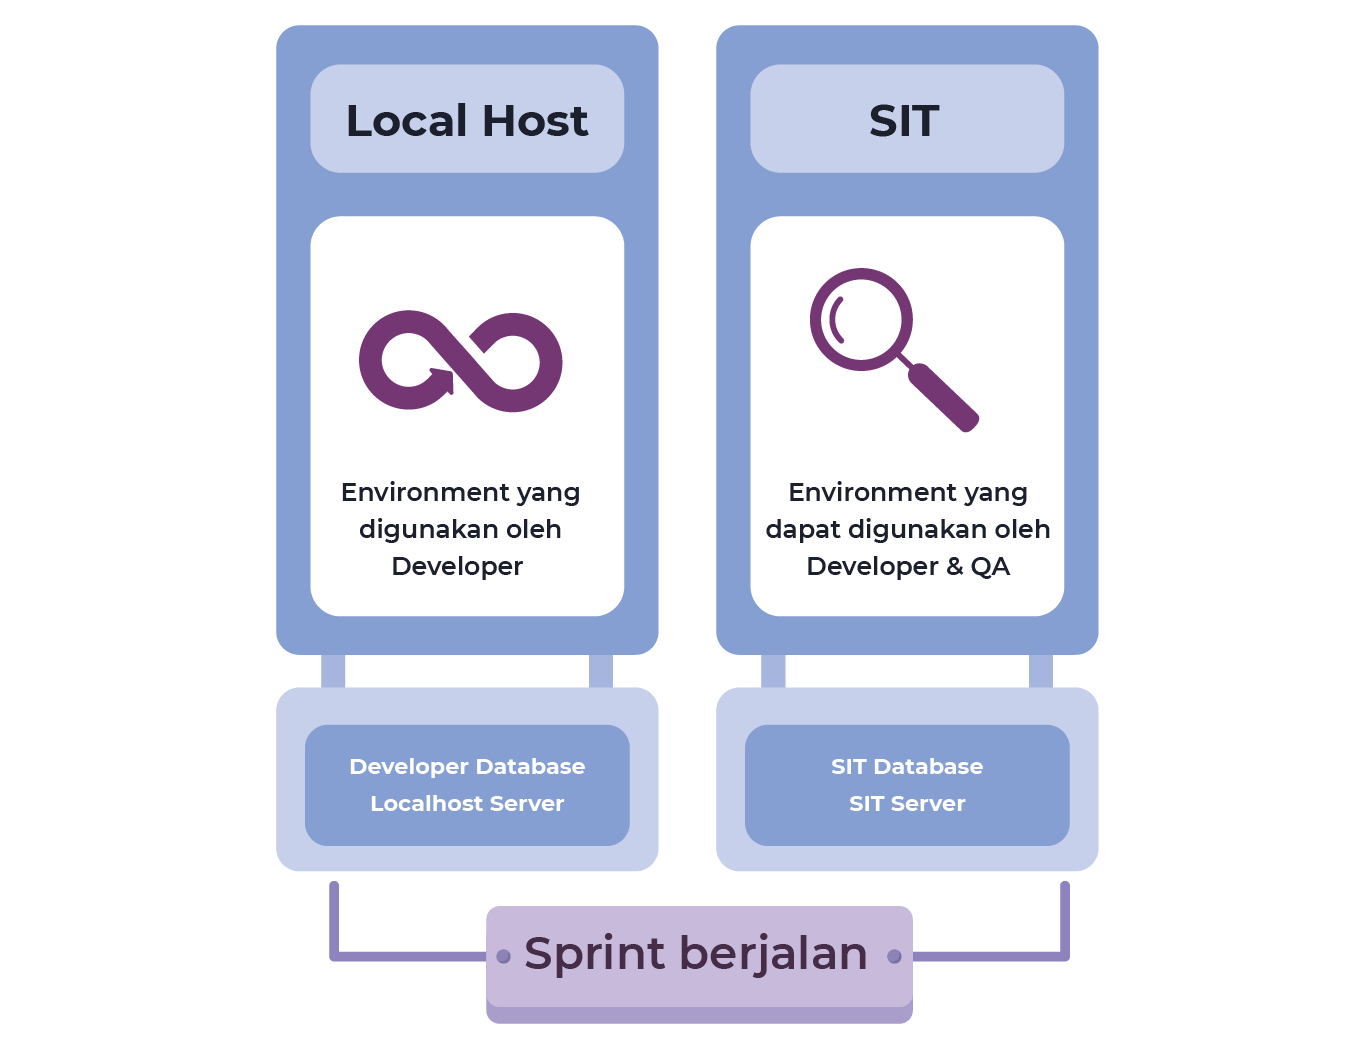 Local Host
Environment yang
digunakan oleh
Developer
Developer Database
Localhost Server
SIT
Environment yang
dapat digunakan oleh
Developer & QA
SIT Database
SIT Server
Sprint berjalan